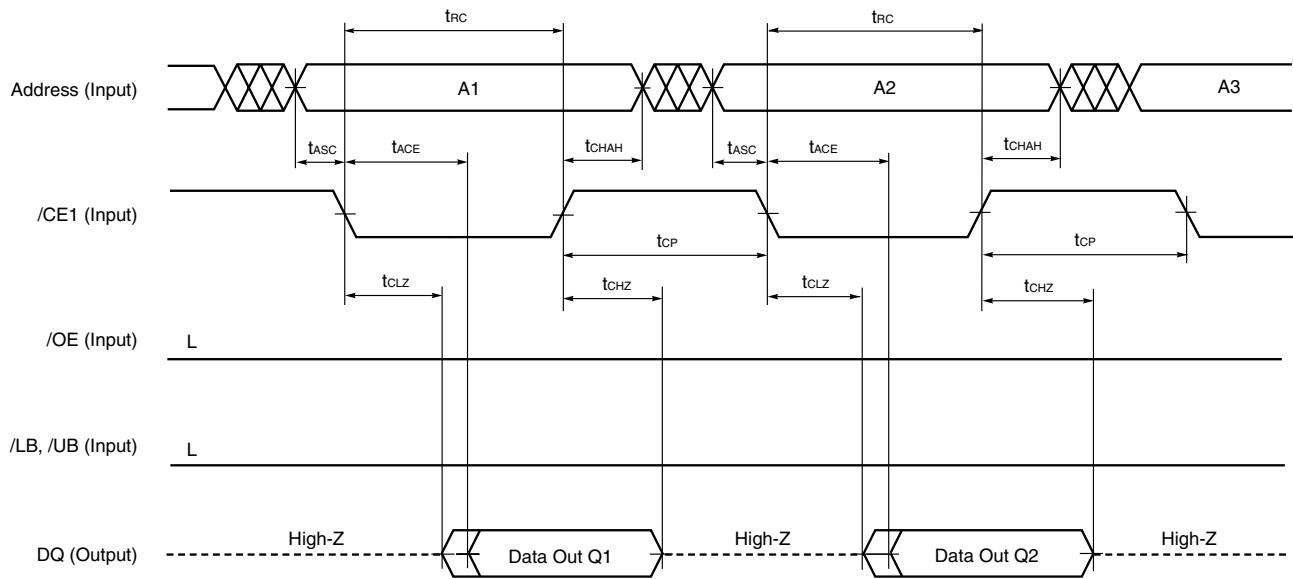 tRC tRC
Address (Input) A1 A2 A3
tASC tACE tCHAH tASC tACE tCHAH
/CE1 (Input)
tCP tCP
tCLZ tCHZ tCLZ tCHZ
/OE (Input) L
/LB, /UB (Input) L
High-Z High-Z High-Z
DQ (Output) Data Out Q1 Data Out Q2